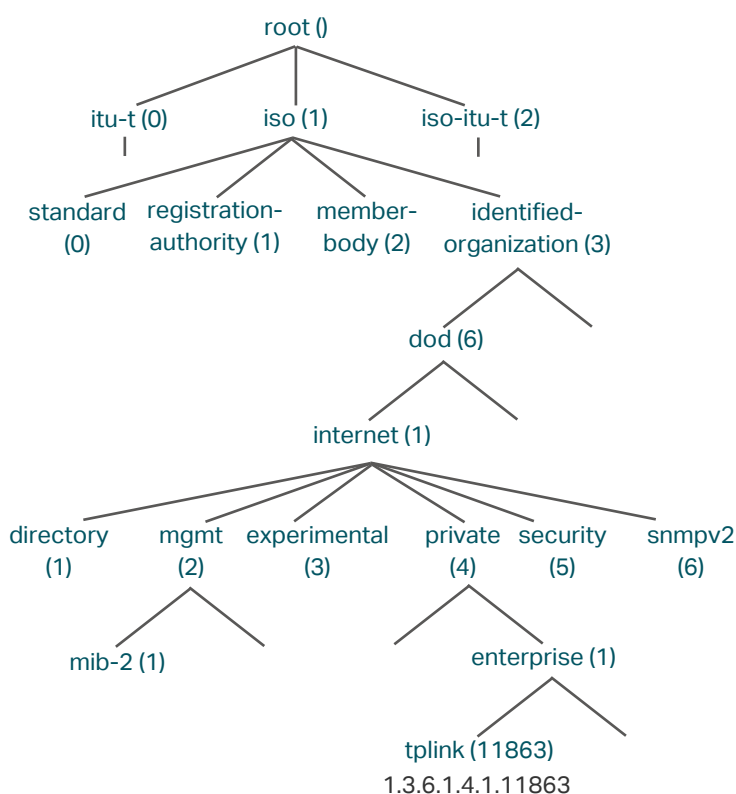 root ()
itu-t (0) iso (1) iso-itu-t (2)
standard registration- member- identified-
(0) authority (1) body (2) organization (3)
dod (6)
internet (1)
directory mgmt experimental private security snmpv2
(1) (2) (3) (4) (5) (6)
mib-2 (1) enterprise (1)
tplink (11863)
1.3.6.1.4.1.11863